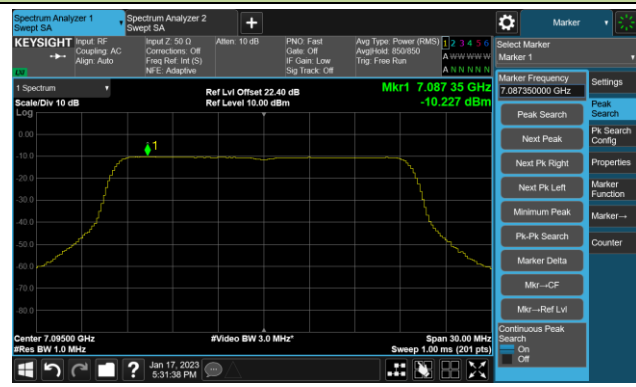 Spectrum Analyzer 1
Swept SA
Spectrum Analyzer 2
Swept SA
+
Marker
KEYSIGHT
Input: RF
Coupling: AC
Align: Auto
Input Z: 50 Ω
Corrections: Off
Freq Ref: Int (S)
NFE: Adaptive
Atten: 10 dB
PNO: Fast
Gate: Off
IF Gain: Low
Sig Track: Off
Avg Type: Power (RMS)
Avg|Hold: 850/850
Trig: Free Run
1 2 3 4 5 6
A W W W W W
A N N N N N
LW
Select Marker
Marker 1
1 Spectrum
Scale/Div 10 dB
Log
Ref Lvl Offset 22.40 dB
Ref Level 10.00 dBm
Mkr1 7.087 35 GHz
-10.227 dBm
0.00
-10.0
-20.0
-30.0
-40.0
-50.0
-60.0
-70.0
-80.0
1
Center 7.09500 GHz
#Res BW 1.0 MHz
#Video BW 3.0 MHz*
Span 30.00 MHz
Sweep 1.00 ms (201 pts)
Marker Frequency
7.087350000 GHz
Peak Search
Next Peak
Next Pk Right
Next Pk Left
Minimum Peak
Pk-Pk Search
Marker Delta
Mkr→CF
Mkr→Ref Lvl
Continuous Peak
Search
On
Off
Settings
Peak
Search
Pk Search
Config
Properties
Marker
Function
Marker→
Counter
?
Jan 17, 2023
5:31:38 PM